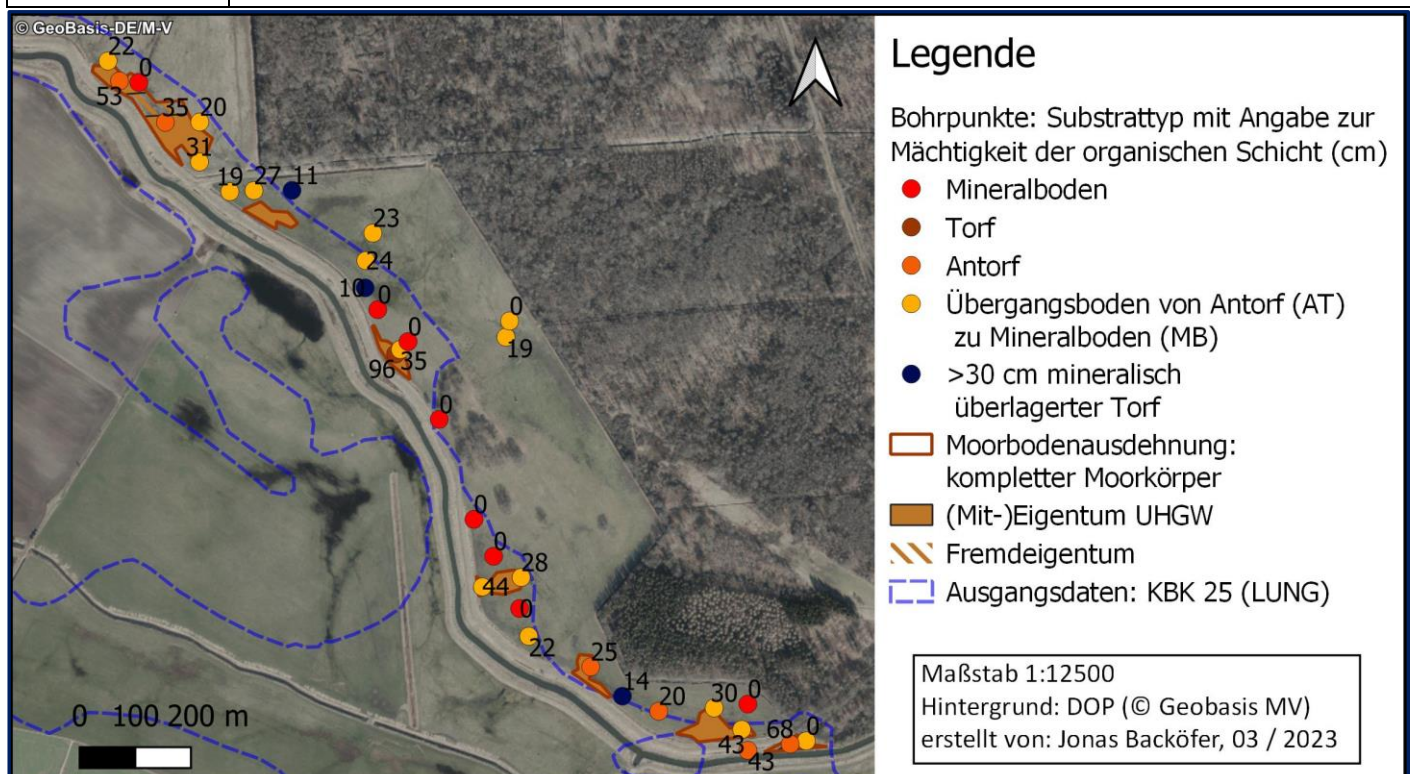 © GeoBasis-DE/M-V
22
0
53
35
20
31
19
27
11
23
24
10
0
0
0
19
96
35
0
0
0
28
44
0
22
25
14
20
30
0
43
43
68
0
0 100 200 m
Legende
Bohrpunkte: Substrattyp mit Angabe zur
Mächtigkeit der organischen Schicht (cm)
Mineralboden
Torf
Antorf
Übergangsboden von Antorf (AT)
zu Mineralboden (MB)
>30 cm mineralisch
überlagerter Torf
Moorbodenausdehnung:
kompletter Moorkörper
(Mit-)Eigentum UHGW
Fremdeigentum
Ausgangsdaten: KBK 25 (LUNG)
Maßstab 1:12500
Hintergrund: DOP (© Geobasis MV)
erstellt von: Jonas Backöfer, 03 / 2023